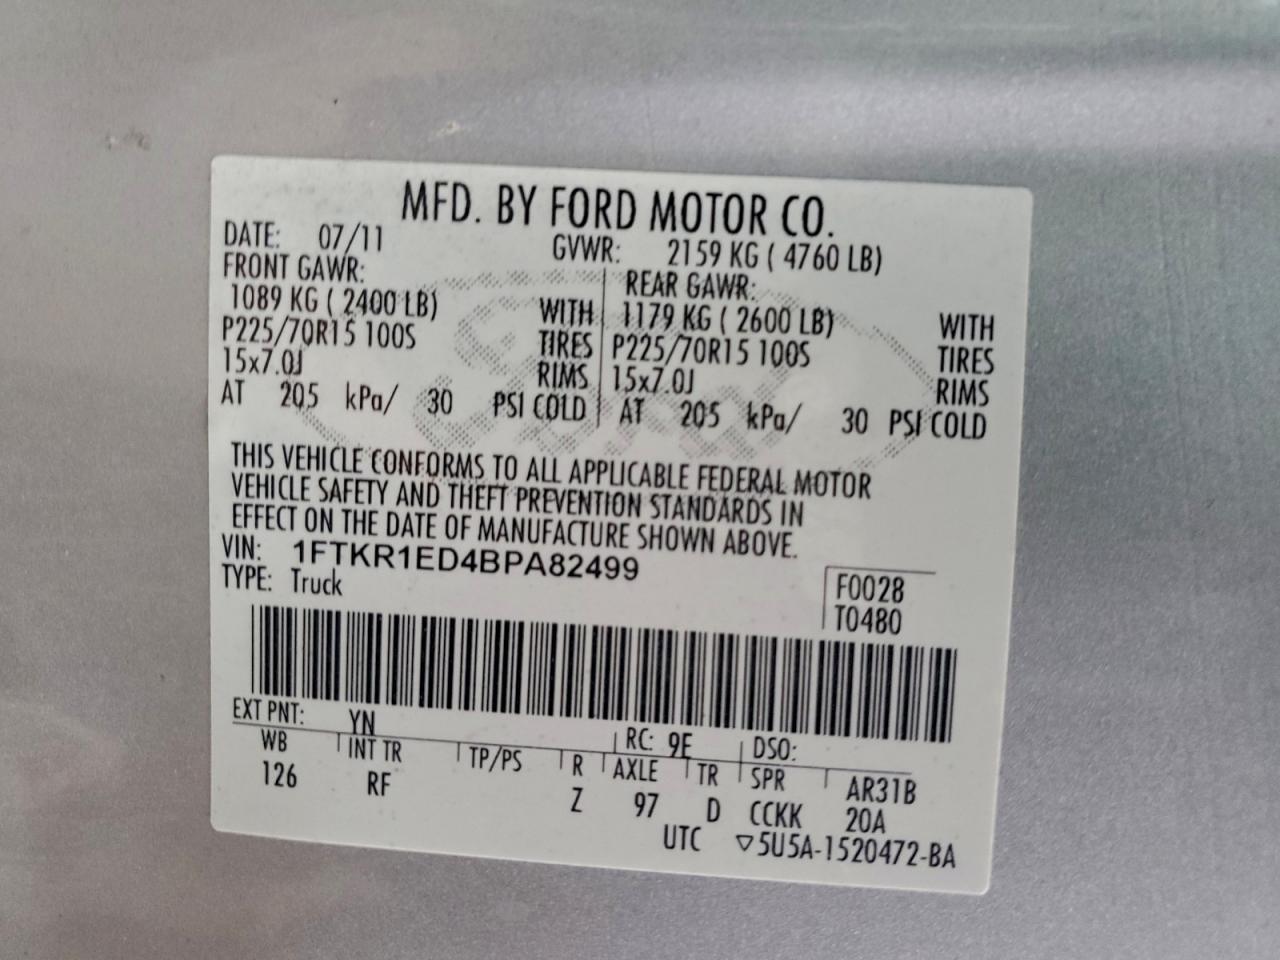 MFD. BY FORD MOTOR CO.
DATE: 07/11 GVWR: 2159 KG ( 4760 LB)
FRONT GAWR: REAR GAWR:
1089 KG ( 2400 LB) WITH 1179 KG ( 2600 LB) WITH
P225/70R15 100S TIRES P225/70R15 100S TIRES
15x7.0J RIMS 15x7.0J RIMS
AT 205 kPa/ 30 PSI COLD AT 205 kPa/ 30 PSI COLD
THIS VEHICLE CONFORMS TO ALL APPLICABLE FEDERAL MOTOR
VEHICLE SAFETY AND THEFT PREVENTION STANDARDS IN
EFFECT ON THE DATE OF MANUFACTURE SHOWN ABOVE.
VIN: 1FTKR1ED4BPA82499
TYPE: Truck F0028
T0480
EXT PNT: YN RC: 9E DSO:
WB INT TR TP/PS R AXLE TR SPR AR31B
126 RF Z 97 D CCKK 20A
UTC ▽5U5A-1520472-BA